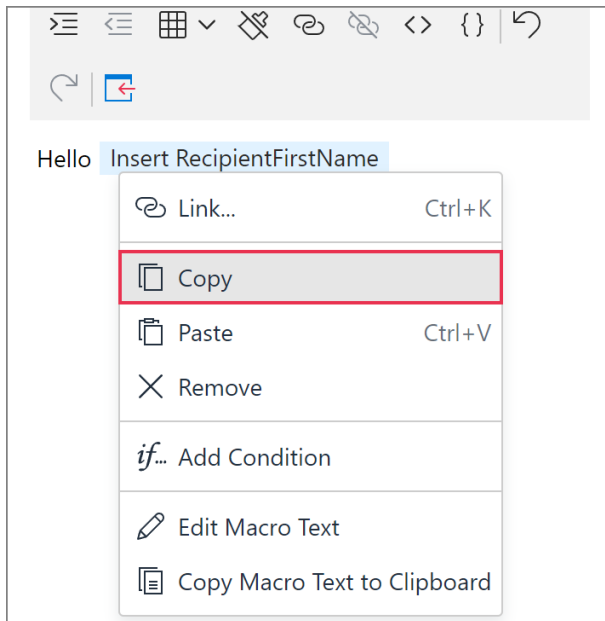 Hello Insert RecipientFirstName
Link... Ctrl+K
Copy
Paste Ctrl+V
Remove
if... Add Condition
Edit Macro Text
Copy Macro Text to Clipboard